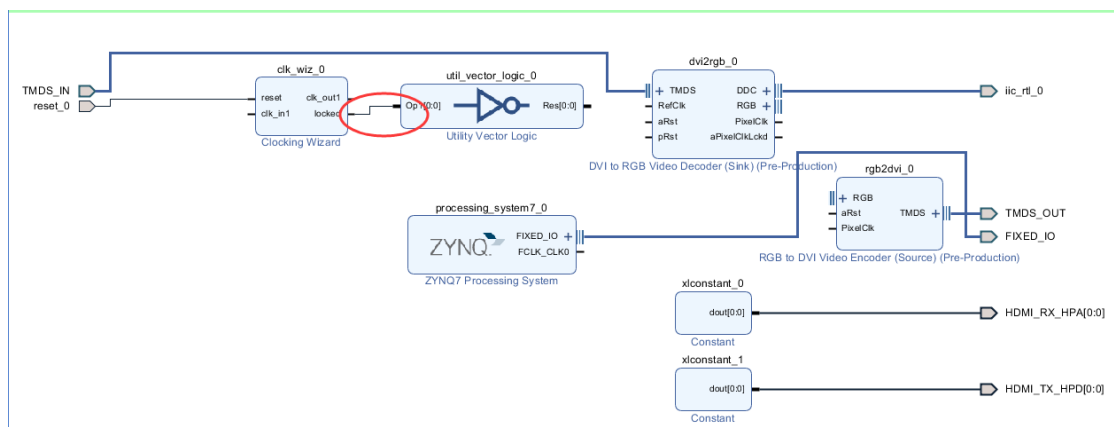 TMDS_IN
reset_0
clk_wiz_0
reset
clk_in1
clk_out1
locked
Clocking Wizard
util_vector_logic_0
Op1[0:0]
Res[0:0]
Utility Vector Logic
dvi2rgb_0
TMDS
RefClk
aRst
pRst
DDC
RGB
PixelClk
aPixelClkLckd
DVI to RGB Video Decoder (Sink) (Pre-Production)
iic_rtl_0
processing_system7_0
ZYNQ
FIXED_IO
FCLK_CLK0
ZYNQ7 Processing System
rgb2dvi_0
RGB
aRst
PixelClk
TMDS
RGB to DVI Video Encoder (Source) (Pre-Production)
TMDS_OUT
FIXED_IO
xlconstant_0
dout[0:0]
Constant
HDMI_RX_HPA[0:0]
xlconstant_1
dout[0:0]
Constant
HDMI_TX_HPD[0:0]